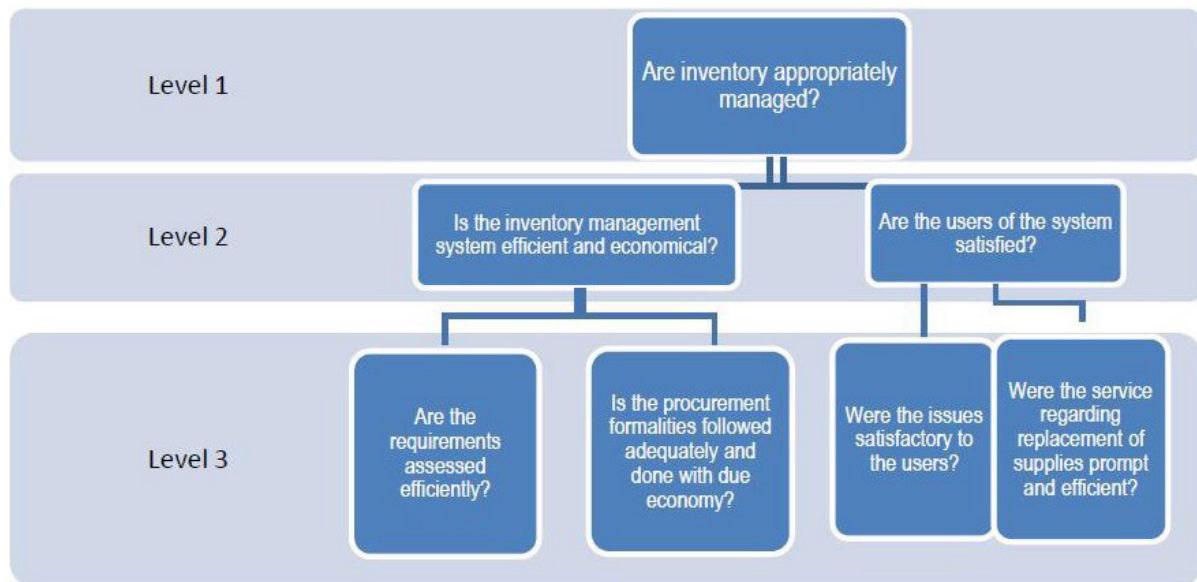 Level 1
Are inventory appropriately
managed?
Level 2
Is the inventory management
system efficient and economical?
Are the users of the system
satisfied?
Level 3
Are the
requirements
assessed
efficiently?
Is the procurement
formalities followed
adequately and
done with due
economy?
Were the issues
satisfactory to
the users?
Were the service
regarding
replacement of
supplies prompt
and efficient?